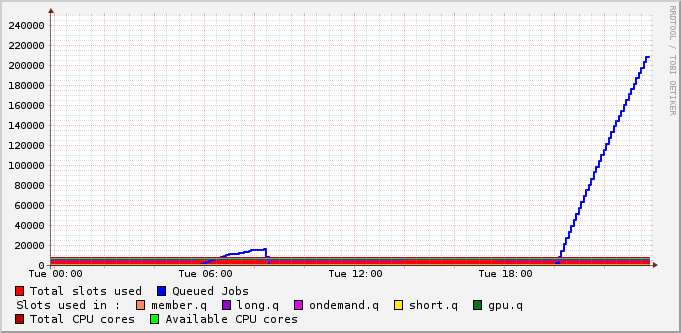 RRDTOOL / TOBI OETIKER
240000
220000
200000
180000
160000
140000
120000
100000
80000
60000
40000
20000
0
Tue 00:00 Tue 06:00 Tue 12:00 Tue 18:00
Total slots used Queued Jobs
Slots used in : member.q long.q ondemand.q short.q gpu.q
Total CPU cores Available CPU cores